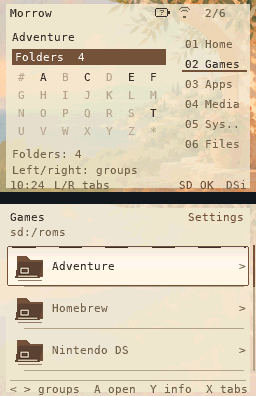 Morrow 2/6
Adventure
Folders 4
# A B C D E F
G H I J K L M
N O P Q R S T
U V W X Y Z *
01 Home
02 Games
03 Apps
04 Media
05 Sys..
06 Files
Folders: 4
Left/right: groups
10:24 L/R tabs SD OK DSi
Games Settings
sd:/roms
Adventure >
Homebrew >
Nintendo DS >
< > groups A open Y info X tabs